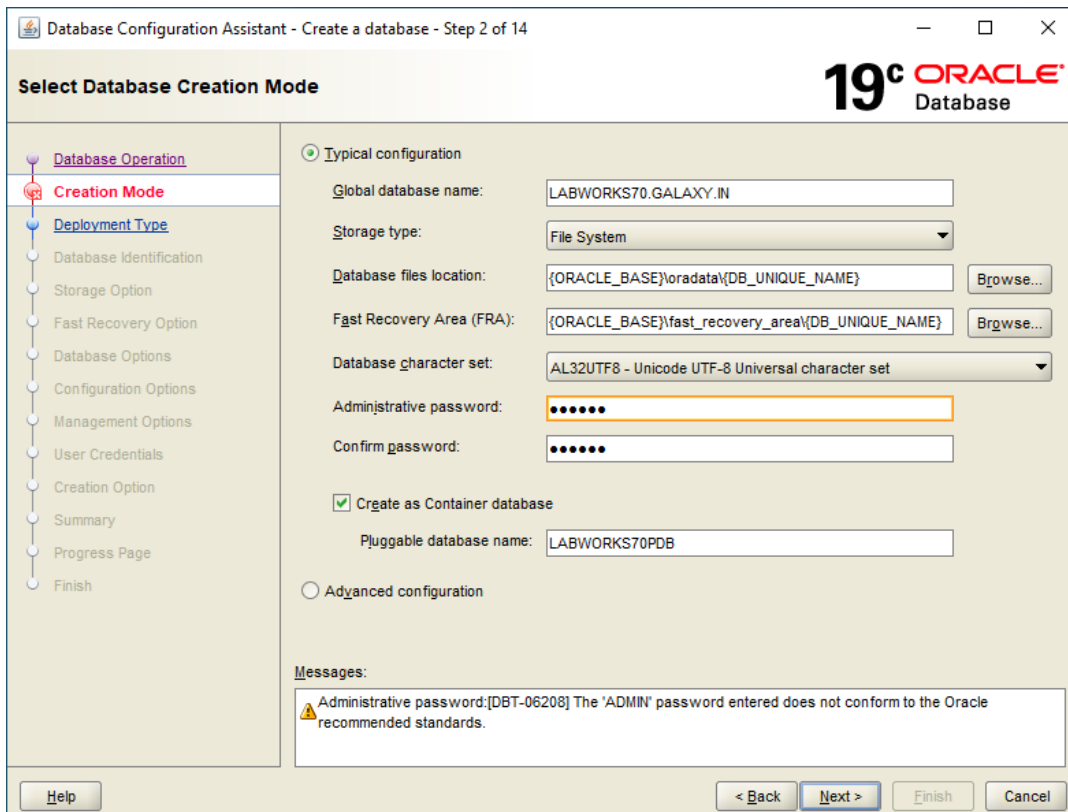 Database Configuration Assistant - Create a database - Step 2 of 14
Select Database Creation Mode
19c ORACLE
Database
Database Operation
Creation Mode
Deployment Type
Database Identification
Storage Option
Fast Recovery Option
Database Options
Configuration Options
Management Options
User Credentials
Creation Option
Summary
Progress Page
Finish
Typical configuration
Global database name: LABWORKS70.GALAXY.IN
Storage type: File System
Database files location: {ORACLE_BASE}\oradata\{DB_UNIQUE_NAME} Browse...
Fast Recovery Area (FRA): {ORACLE_BASE}\fast_recovery_area\{DB_UNIQUE_NAME} Browse...
Database character set: AL32UTF8 - Unicode UTF-8 Universal character set
Administrative password: ••••••
Confirm password: ••••••
Create as Container database
Pluggable database name: LABWORKS70PDB
Advanced configuration
Messages:
Administrative password:[DBT-06208] The 'ADMIN' password entered does not conform to the Oracle
recommended standards.
Help < Back Next > Finish Cancel